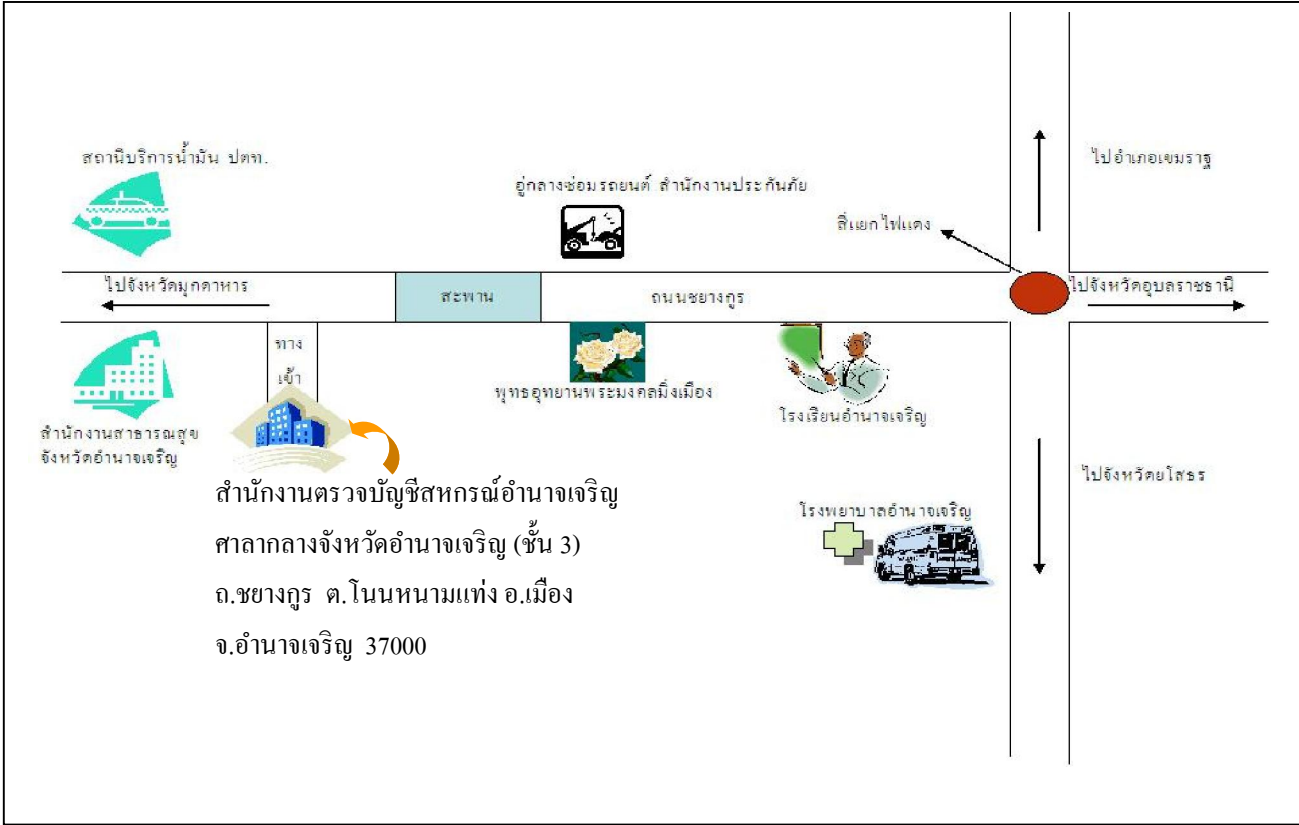 สถานีบริการน้ำมัน ปตท.
ไปอำเภอเขมราฐ
อู่กลางซ่อมรถยนต์ สำนักงานประกันภัย
สี่แยกไฟแดง
ไปจังหวัดมุกดาหาร
สะพาน
ถนนชยางกูร
ไปจังหวัดอุบลราชธานี
ทาง
เข้า
พุทธอุทยานพระมงคลมิ่งเมือง
โรงเรียนอำนาจเจริญ
สำนักงานสาธารณสุข
จังหวัดอำนาจเจริญ
ไปจังหวัดยโสธร
สำนักงานตรวจบัญชีสหกรณ์อำนาจเจริญ
ศาลากลางจังหวัดอำนาจเจริญ (ชั้น 3)
ถ.ชยางกูร ต.โนนหนามแท่ง อ.เมือง
จ.อำนาจเจริญ 37000
โรงพยาบาลอำนาจเจริญ